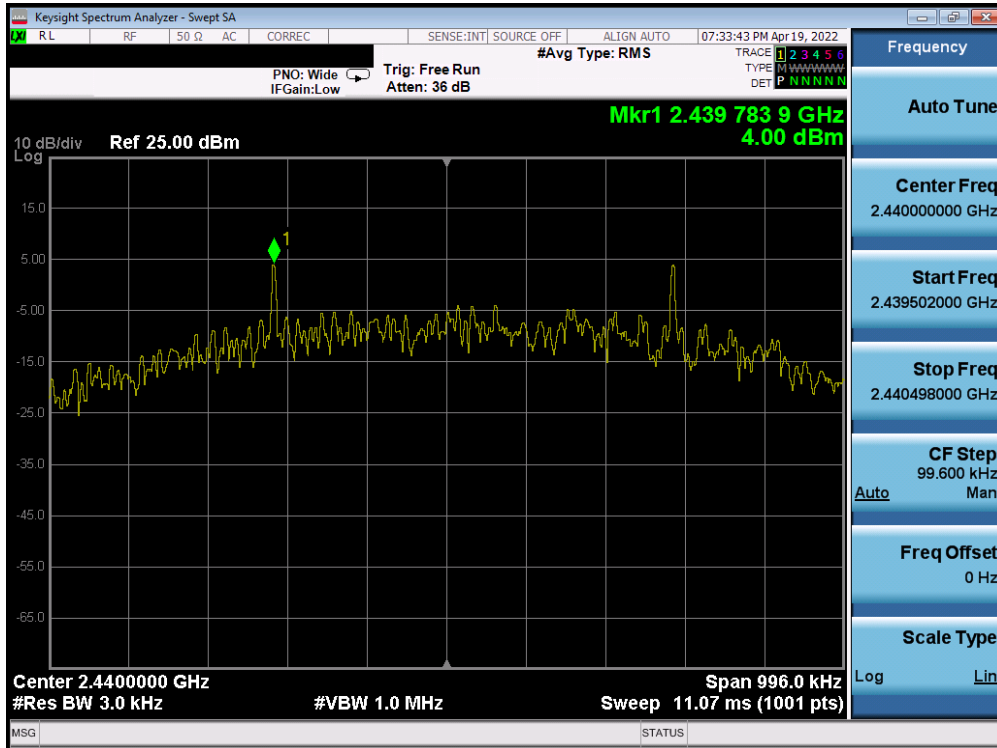 Keysight Spectrum Analyzer - Swept SA
LXI RL RF 50 Ω AC CORREC SENSE:INT SOURCE OFF ALIGN AUTO 07:33:43 PM Apr 19, 2022
#Avg Type: RMS
TRACE 1 2 3 4 5 6
TYPE M WWWWW
DET P N N N N N
PNO: Wide
IFGain:Low
Trig: Free Run
Atten: 36 dB
Mkr1 2.439 783 9 GHz
4.00 dBm
10 dB/div
Log
Ref 25.00 dBm
1
15.0
5.00
-5.00
-15.0
-25.0
-35.0
-45.0
-55.0
-65.0
Center 2.4400000 GHz
Span 996.0 kHz
#Res BW 3.0 kHz
#VBW 1.0 MHz
Sweep 11.07 ms (1001 pts)
MSG
STATUS
Frequency
Auto Tune
Center Freq
2.440000000 GHz
Start Freq
2.439502000 GHz
Stop Freq
2.440498000 GHz
CF Step
99.600 kHz
Auto Man
Freq Offset
0 Hz
Scale Type
Log Lin